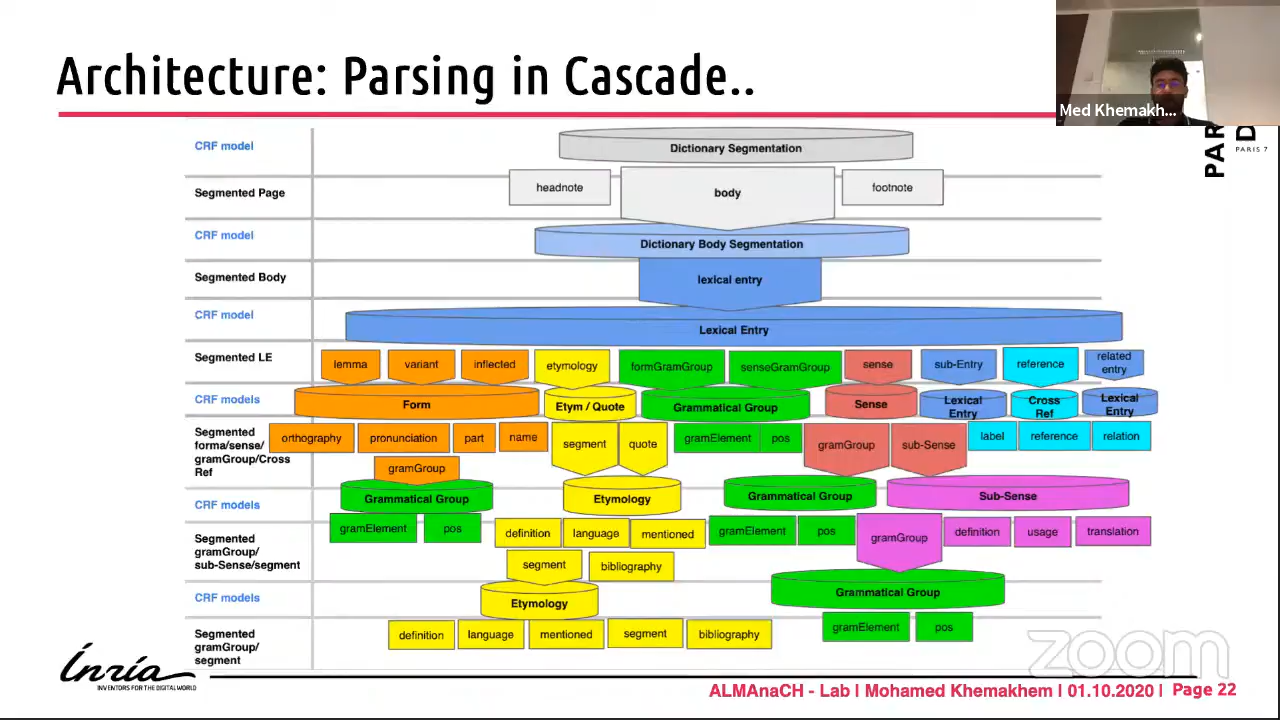 Architecture: Parsing in Cascade..
Med Khemakh...
PAR
D
PARIS 7
CRF model
Dictionary Segmentation
Segmented Page
headnote
body
footnote
CRF model
Dictionary Body Segmentation
Segmented Body
lexical entry
CRF model
Lexical Entry
Segmented LE
lemma
variant
inflected
etymology
formGramGroup
senseGramGroup
sense
sub-Entry
reference
related
entry
CRF models
Form
Etym / Quote
Grammatical Group
Sense
Lexical
Entry
Cross
Ref
Lexical
Entry
Segmented
forma/sense/
gramGroup/Cross
Ref
orthography
pronunciation
part
name
gramGroup
segment
quote
gramElement
pos
gramGroup
sub-Sense
label
reference
relation
CRF models
Grammatical Group
Etymology
Grammatical Group
Sub-Sense
Segmented
gramGroup/
sub-Sense/segment
gramElement
pos
definition
language
mentioned
segment
bibliography
gramElement
pos
gramGroup
definition
usage
translation
CRF models
Etymology
Grammatical Group
Segmented
gramGroup/
segment
definition
language
mentioned
segment
bibliography
gramElement
pos
zoom
Inria
INVENTORS FOR THE DIGITAL WORLD
ALMAnaCH - Lab I Mohamed Khemakhem I 01.10.2020 I Page 22